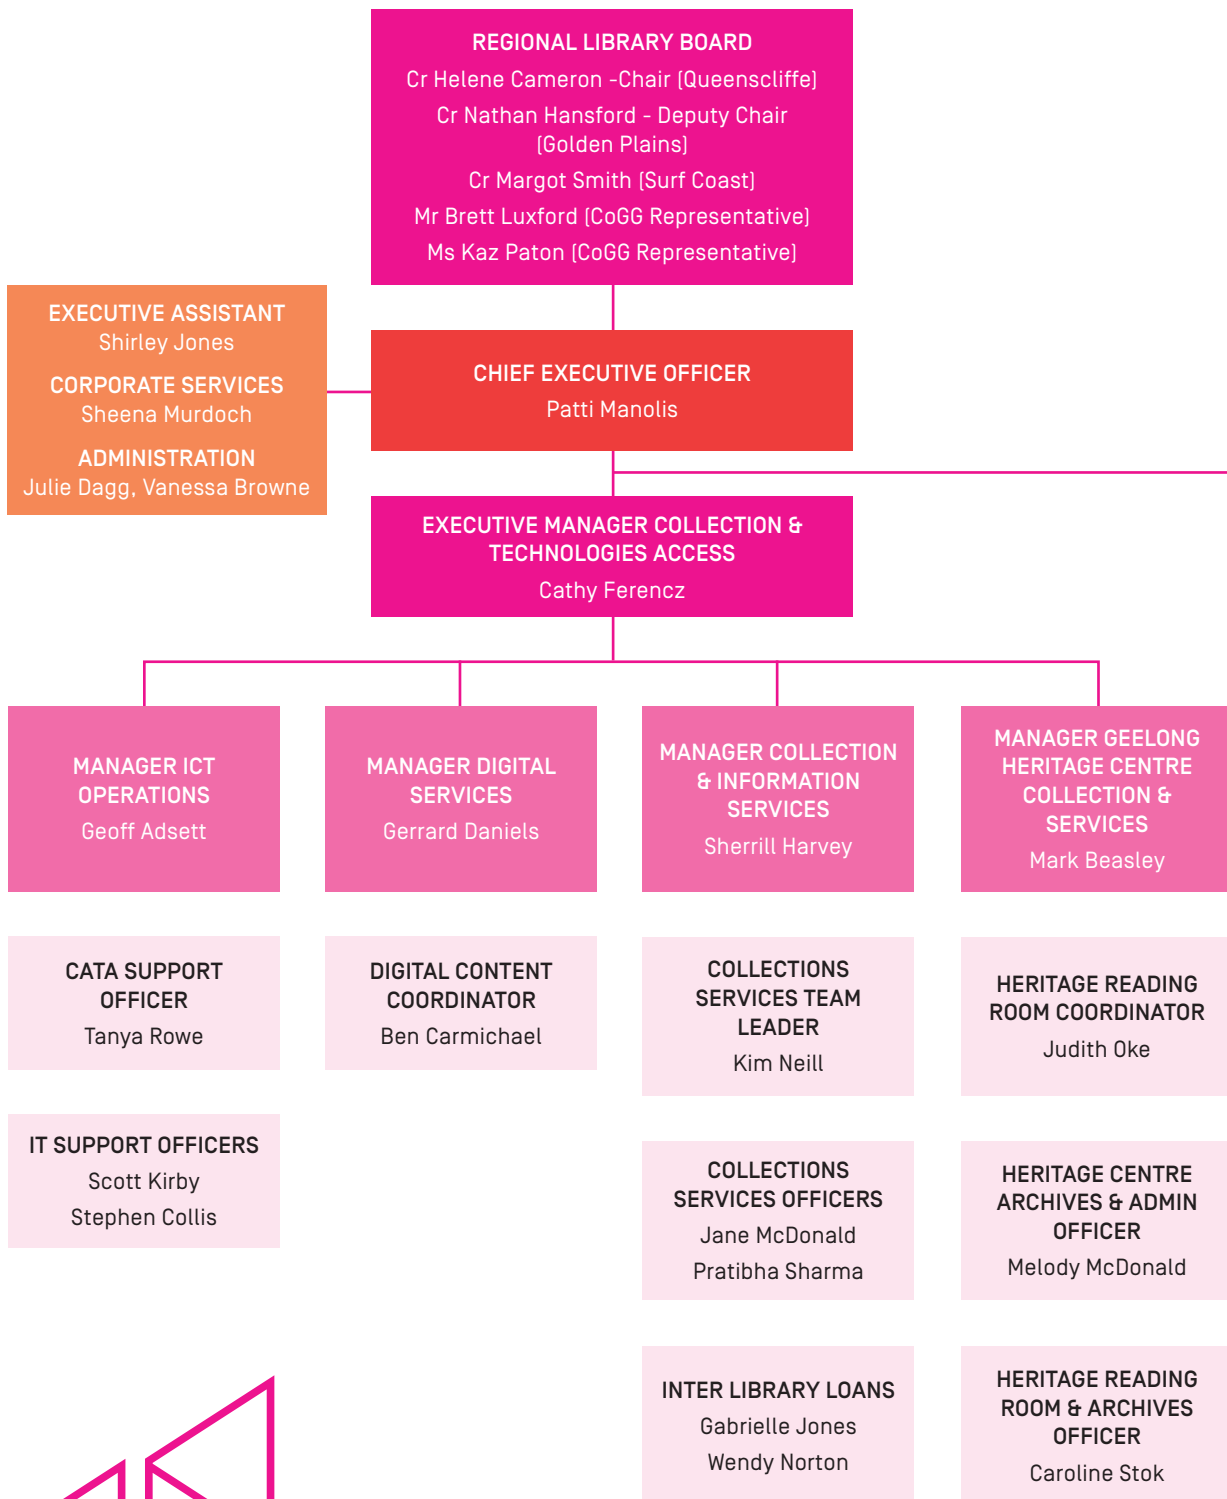 REGIONAL LIBRARY BOARD
Cr Helene Cameron -Chair (Queenscliffe)
Cr Nathan Hansford - Deputy Chair
(Golden Plains)
Cr Margot Smith (Surf Coast)
Mr Brett Luxford (CoGG Representative)
Ms Kaz Paton (CoGG Representative)
EXECUTIVE ASSISTANT
Shirley Jones
CORPORATE SERVICES
Sheena Murdoch
ADMINISTRATION
Julie Dagg, Vanessa Browne
CHIEF EXECUTIVE OFFICER
Patti Manolis
EXECUTIVE MANAGER COLLECTION &
TECHNOLOGIES ACCESS
Cathy Ferencz
MANAGER ICT
OPERATIONS
Geoff Adsett
MANAGER DIGITAL
SERVICES
Gerrard Daniels
MANAGER COLLECTION
& INFORMATION
SERVICES
Sherrill Harvey
MANAGER GEELONG
HERITAGE CENTRE
COLLECTION &
SERVICES
Mark Beasley
CATA SUPPORT
OFFICER
Tanya Rowe
DIGITAL CONTENT
COORDINATOR
Ben Carmichael
COLLECTIONS
SERVICES TEAM
LEADER
Kim Neill
HERITAGE READING
ROOM COORDINATOR
Judith Oke
IT SUPPORT OFFICERS
Scott Kirby
Stephen Collis
COLLECTIONS
SERVICES OFFICERS
Jane McDonald
Pratibha Sharma
HERITAGE CENTRE
ARCHIVES & ADMIN
OFFICER
Melody McDonald
INTER LIBRARY LOANS
Gabrielle Jones
Wendy Norton
HERITAGE READING
ROOM & ARCHIVES
OFFICER
Caroline Stok